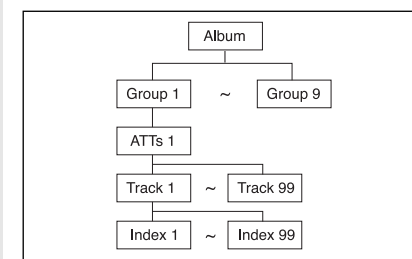 Album
Group 1 ~ Group 9
ATTs 1
Track 1 ~ Track 99
Index 1 ~ Index 99